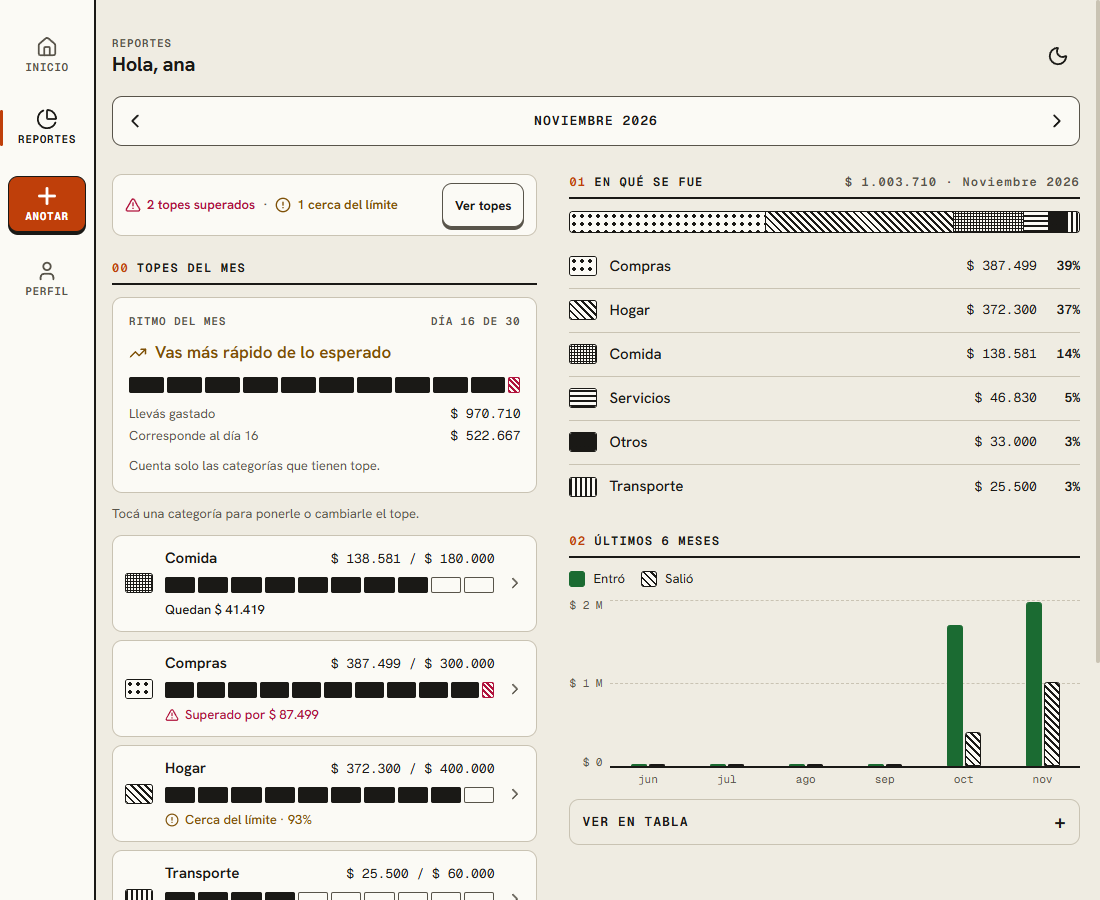 INICIO
REPORTES
ANOTAR
PERFIL
REPORTES
Hola, ana
NOVIEMBRE 2026
2 topes superados · 1 cerca del límite
Ver topes
00 TOPES DEL MES
RITMO DEL MES DÍA 16 DE 30
Vas más rápido de lo esperado
Llevás gastado $ 970.710
Corresponde al día 16 $ 522.667
Cuenta solo las categorías que tienen tope.
Tocá una categoría para ponerle o cambiarle el tope.
Comida $ 138.581 / $ 180.000
Quedan $ 41.419
Compras $ 387.499 / $ 300.000
Superado por $ 87.499
Hogar $ 372.300 / $ 400.000
Cerca del límite · 93%
Transporte $ 25.500 / $ 60.000
01 EN QUÉ SE FUE $ 1.003.710 · Noviembre 2026
Compras $ 387.499 39%
Hogar $ 372.300 37%
Comida $ 138.581 14%
Servicios $ 46.830 5%
Otros $ 33.000 3%
Transporte $ 25.500 3%
02 ÚLTIMOS 6 MESES
Entró Salió
$ 2 M
$ 1 M
$ 0
jun jul ago sep oct nov
VER EN TABLA +